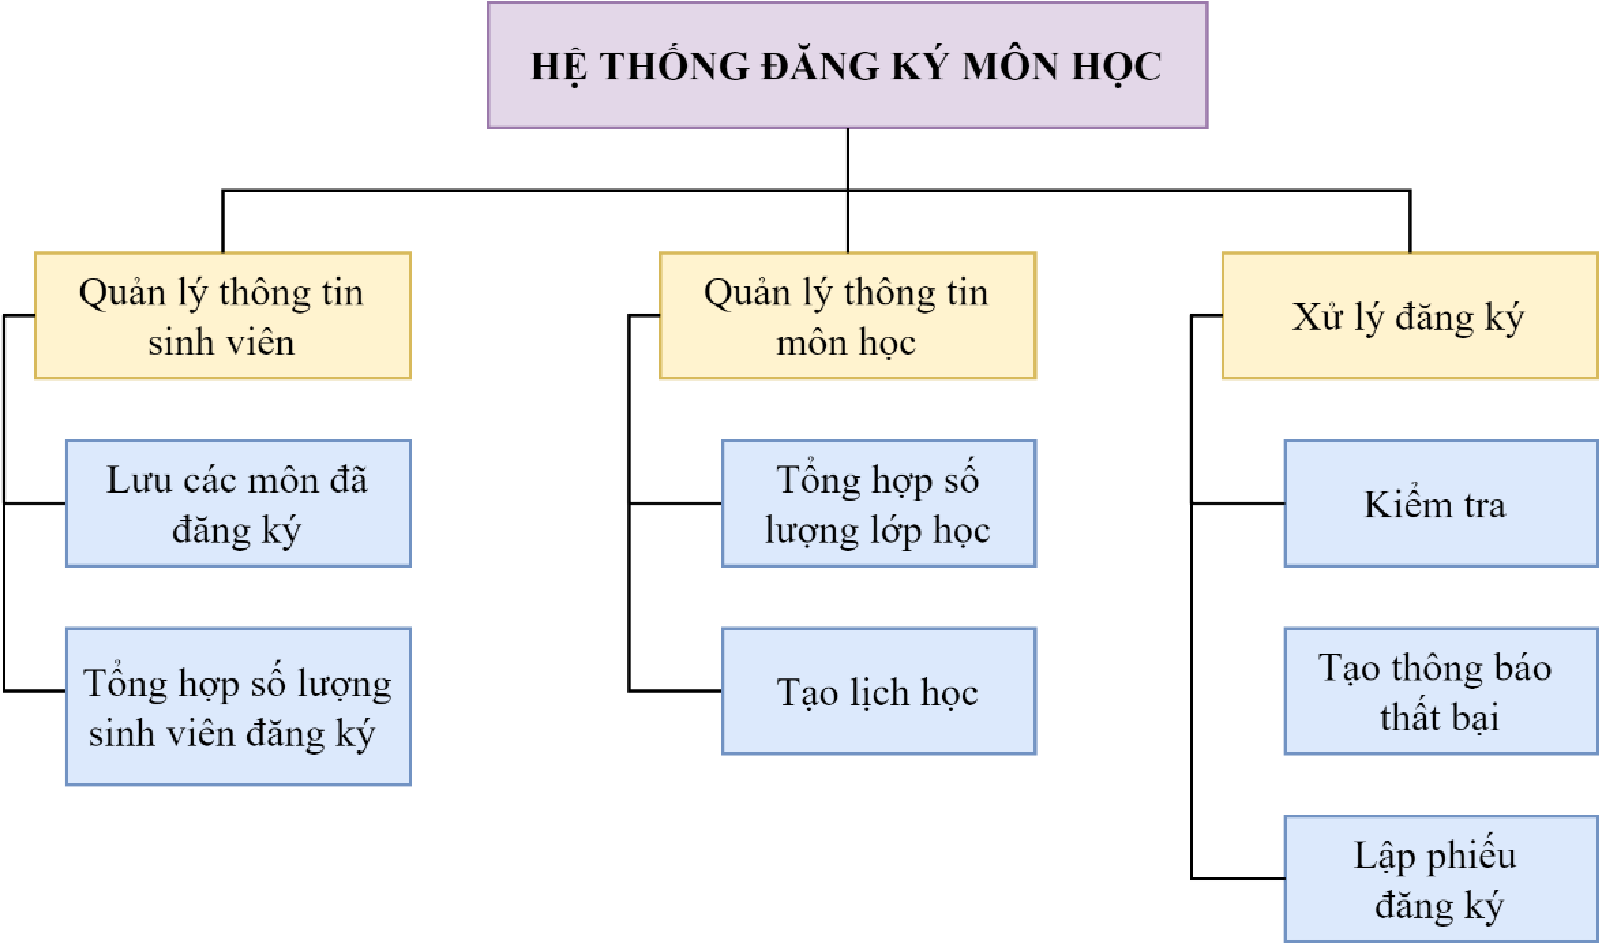 HỆ THỐNG ĐĂNG KÝ MÔN HỌC
Quản lý thông tin
sinh viên
Lưu các môn đã
đăng ký
Tổng hợp số lượng
sinh viên đăng ký
Quản lý thông tin
môn học
Tổng hợp số
lượng lớp học
Tạo lịch học
Xử lý đăng ký
Kiểm tra
Tạo thông báo
thất bại
Lập phiếu
đăng ký